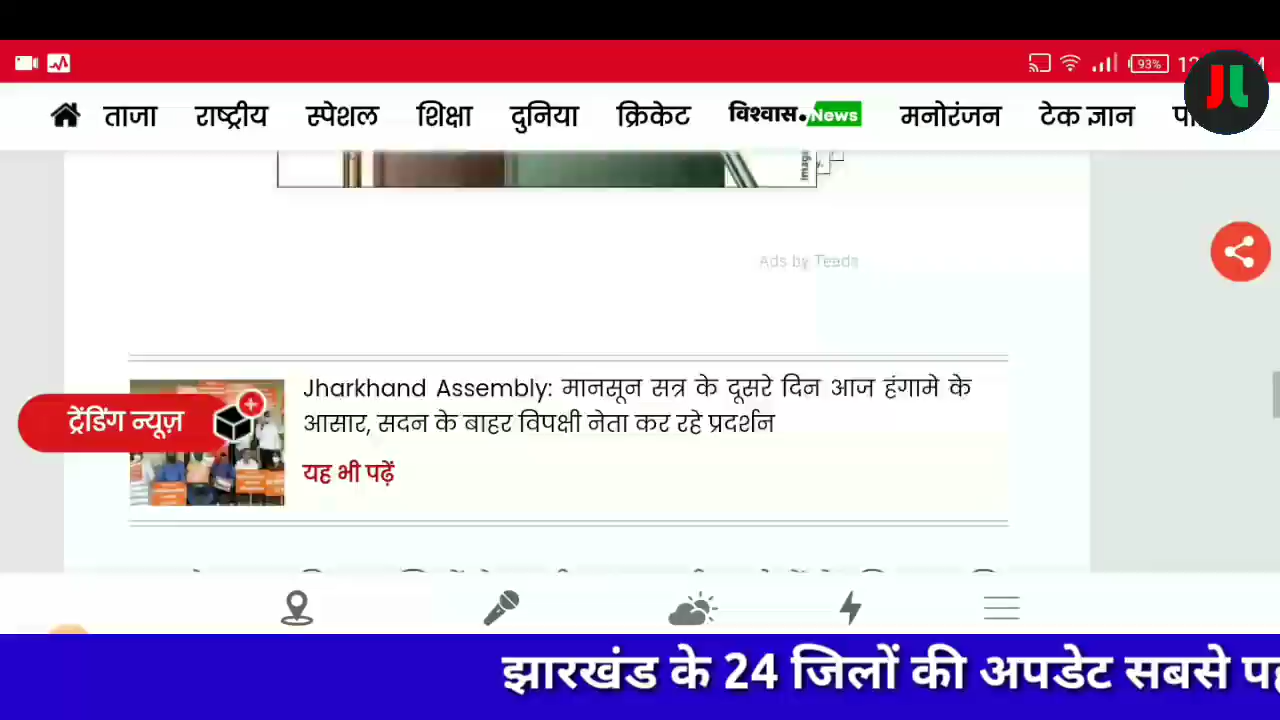 93%
ताजा राष्ट्रीय स्पेशल शिक्षा दुनिया क्रिकेट विश्वास.News मनोरंजन टेक ज्ञान
Ads by Teads
Jharkhand Assembly: मानसून सत्र के दूसरे दिन आज हंगामे के
आसार, सदन के बाहर विपक्षी नेता कर रहे प्रदर्शन
ट्रेंडिंग न्यूज़
यह भी पढ़ें
झारखंड के 24 जिलों की अपडेट सबसे